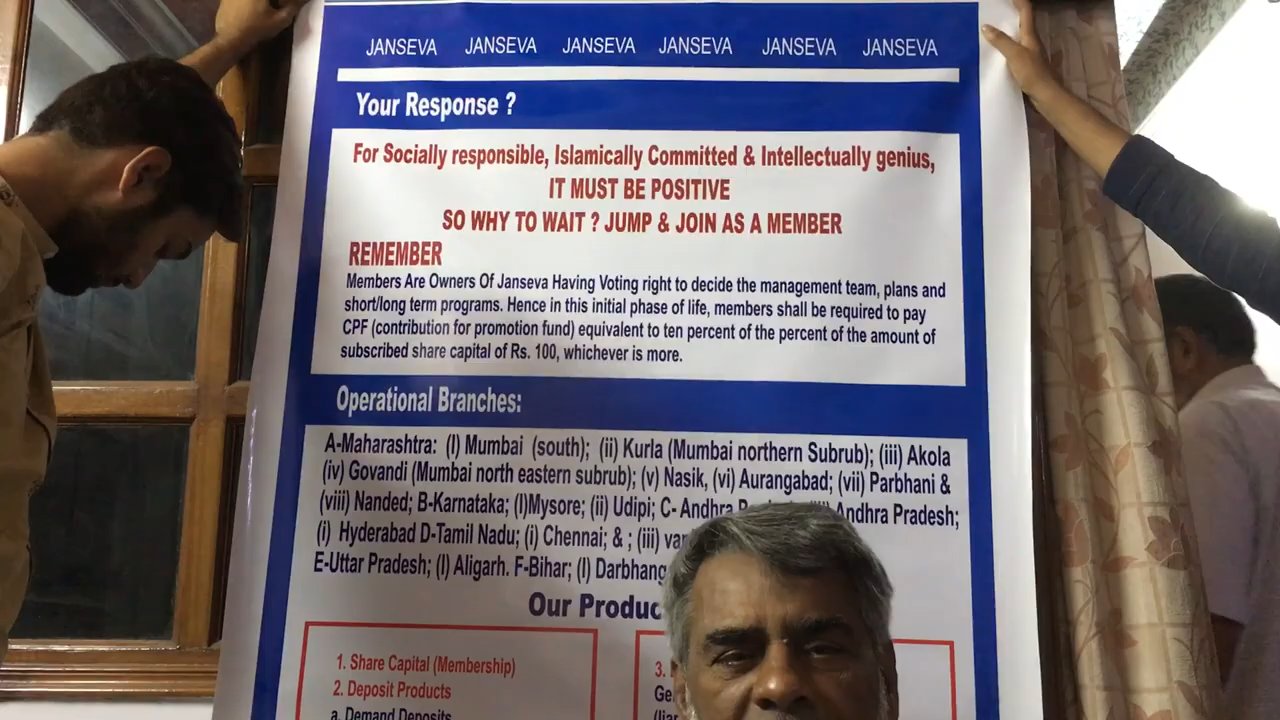 JANSEVA JANSEVA JANSEVA JANSEVA JANSEVA JANSEVA
Your Response ?
For Socially responsible, Islamically Committed & Intellectually genius,
IT MUST BE POSITIVE
SO WHY TO WAIT ? JUMP & JOIN AS A MEMBER
REMEMBER
Members Are Owners Of Janseva Having Voting right to decide the management team, plans and
short/long term programs. Hence in this initial phase of life, members shall be required to pay
CPF (contribution for promotion fund) equivalent to ten percent of the percent of the amount of
subscribed share capital of Rs. 100, whichever is more.
Operational Branches:
A-Maharashtra: (I) Mumbai (south); (ii) Kurla (Mumbai northern Subrub); (iii) Akola
(iv) Govandi (Mumbai north eastern subrub); (v) Nasik, (vi) Aurangabad; (vii) Parbhani &
(viii) Nanded; B-Karnataka; (I)Mysore; (ii) Udipi; C- Andhra Andhra Pradesh;
(i) Hyderabad D-Tamil Nadu; (i) Chennai; & ; (iii)
E-Uttar Pradesh; (I) Aligarh. F-Bihar; (I)
Our
1. Share Capital (Membership)
2. Deposit Products
a. Demand Deposits
3.